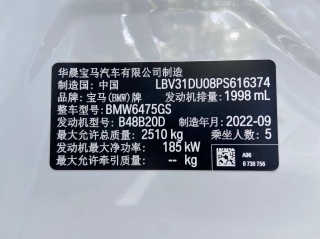 华晨宝马汽车有限公司制造
制造国: 中国 LBV31DU08PS616374
品牌: 宝马(BMW)牌 发动机排量: 1998 mL
整车型号: BMW6475GS
发动机型号: B48B20D 制造年月: 2022-09
最大允许总质量: 2510 kg 乘坐人数: 5
发动机最大净功率: 185 kW
最大允许牵引质量: -- kg
A96
8 738 756